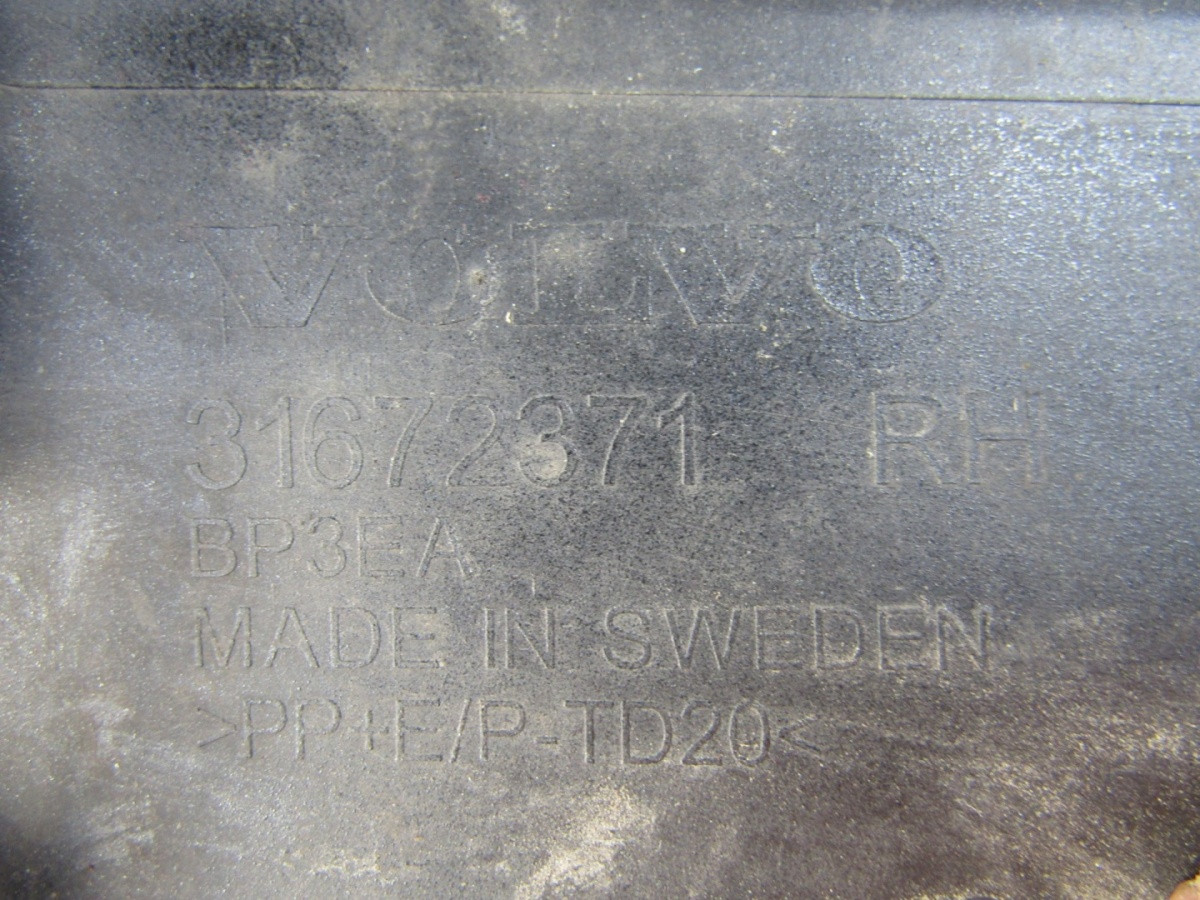 VOLVO
31672371 RH
BP3EA
MADE IN SWEDEN
>PP+E/P-TD20<